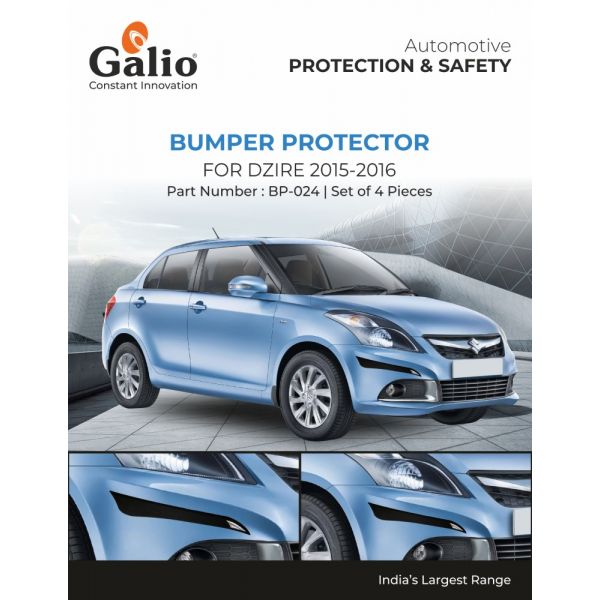 Galio®
Constant Innovation
Automotive
PROTECTION & SAFETY
BUMPER PROTECTOR
FOR DZIRE 2015-2016
Part Number : BP-024 | Set of 4 Pieces
India's Largest Range